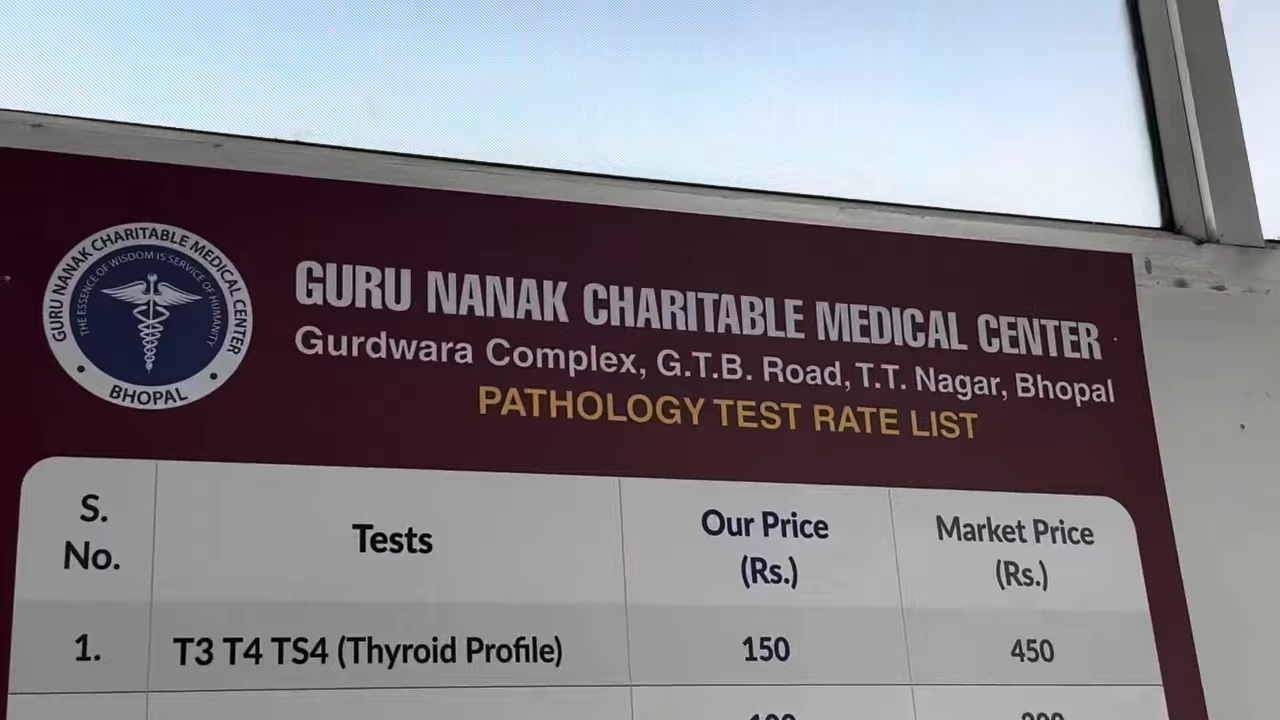 GURU NANAK CHARITABLE MEDICAL CENTER
THE ESSENCE OF WISDOM IS SERVICE OF HUMANITY
BHOPAL
GURU NANAK CHARITABLE MEDICAL CENTER
Gurdwara Complex, G.T.B. Road, T.T. Nagar, Bhopal
PATHOLOGY TEST RATE LIST
S. No. Tests Our Price (Rs.) Market Price (Rs.)
1. T3 T4 TS4 (Thyroid Profile) 150 450